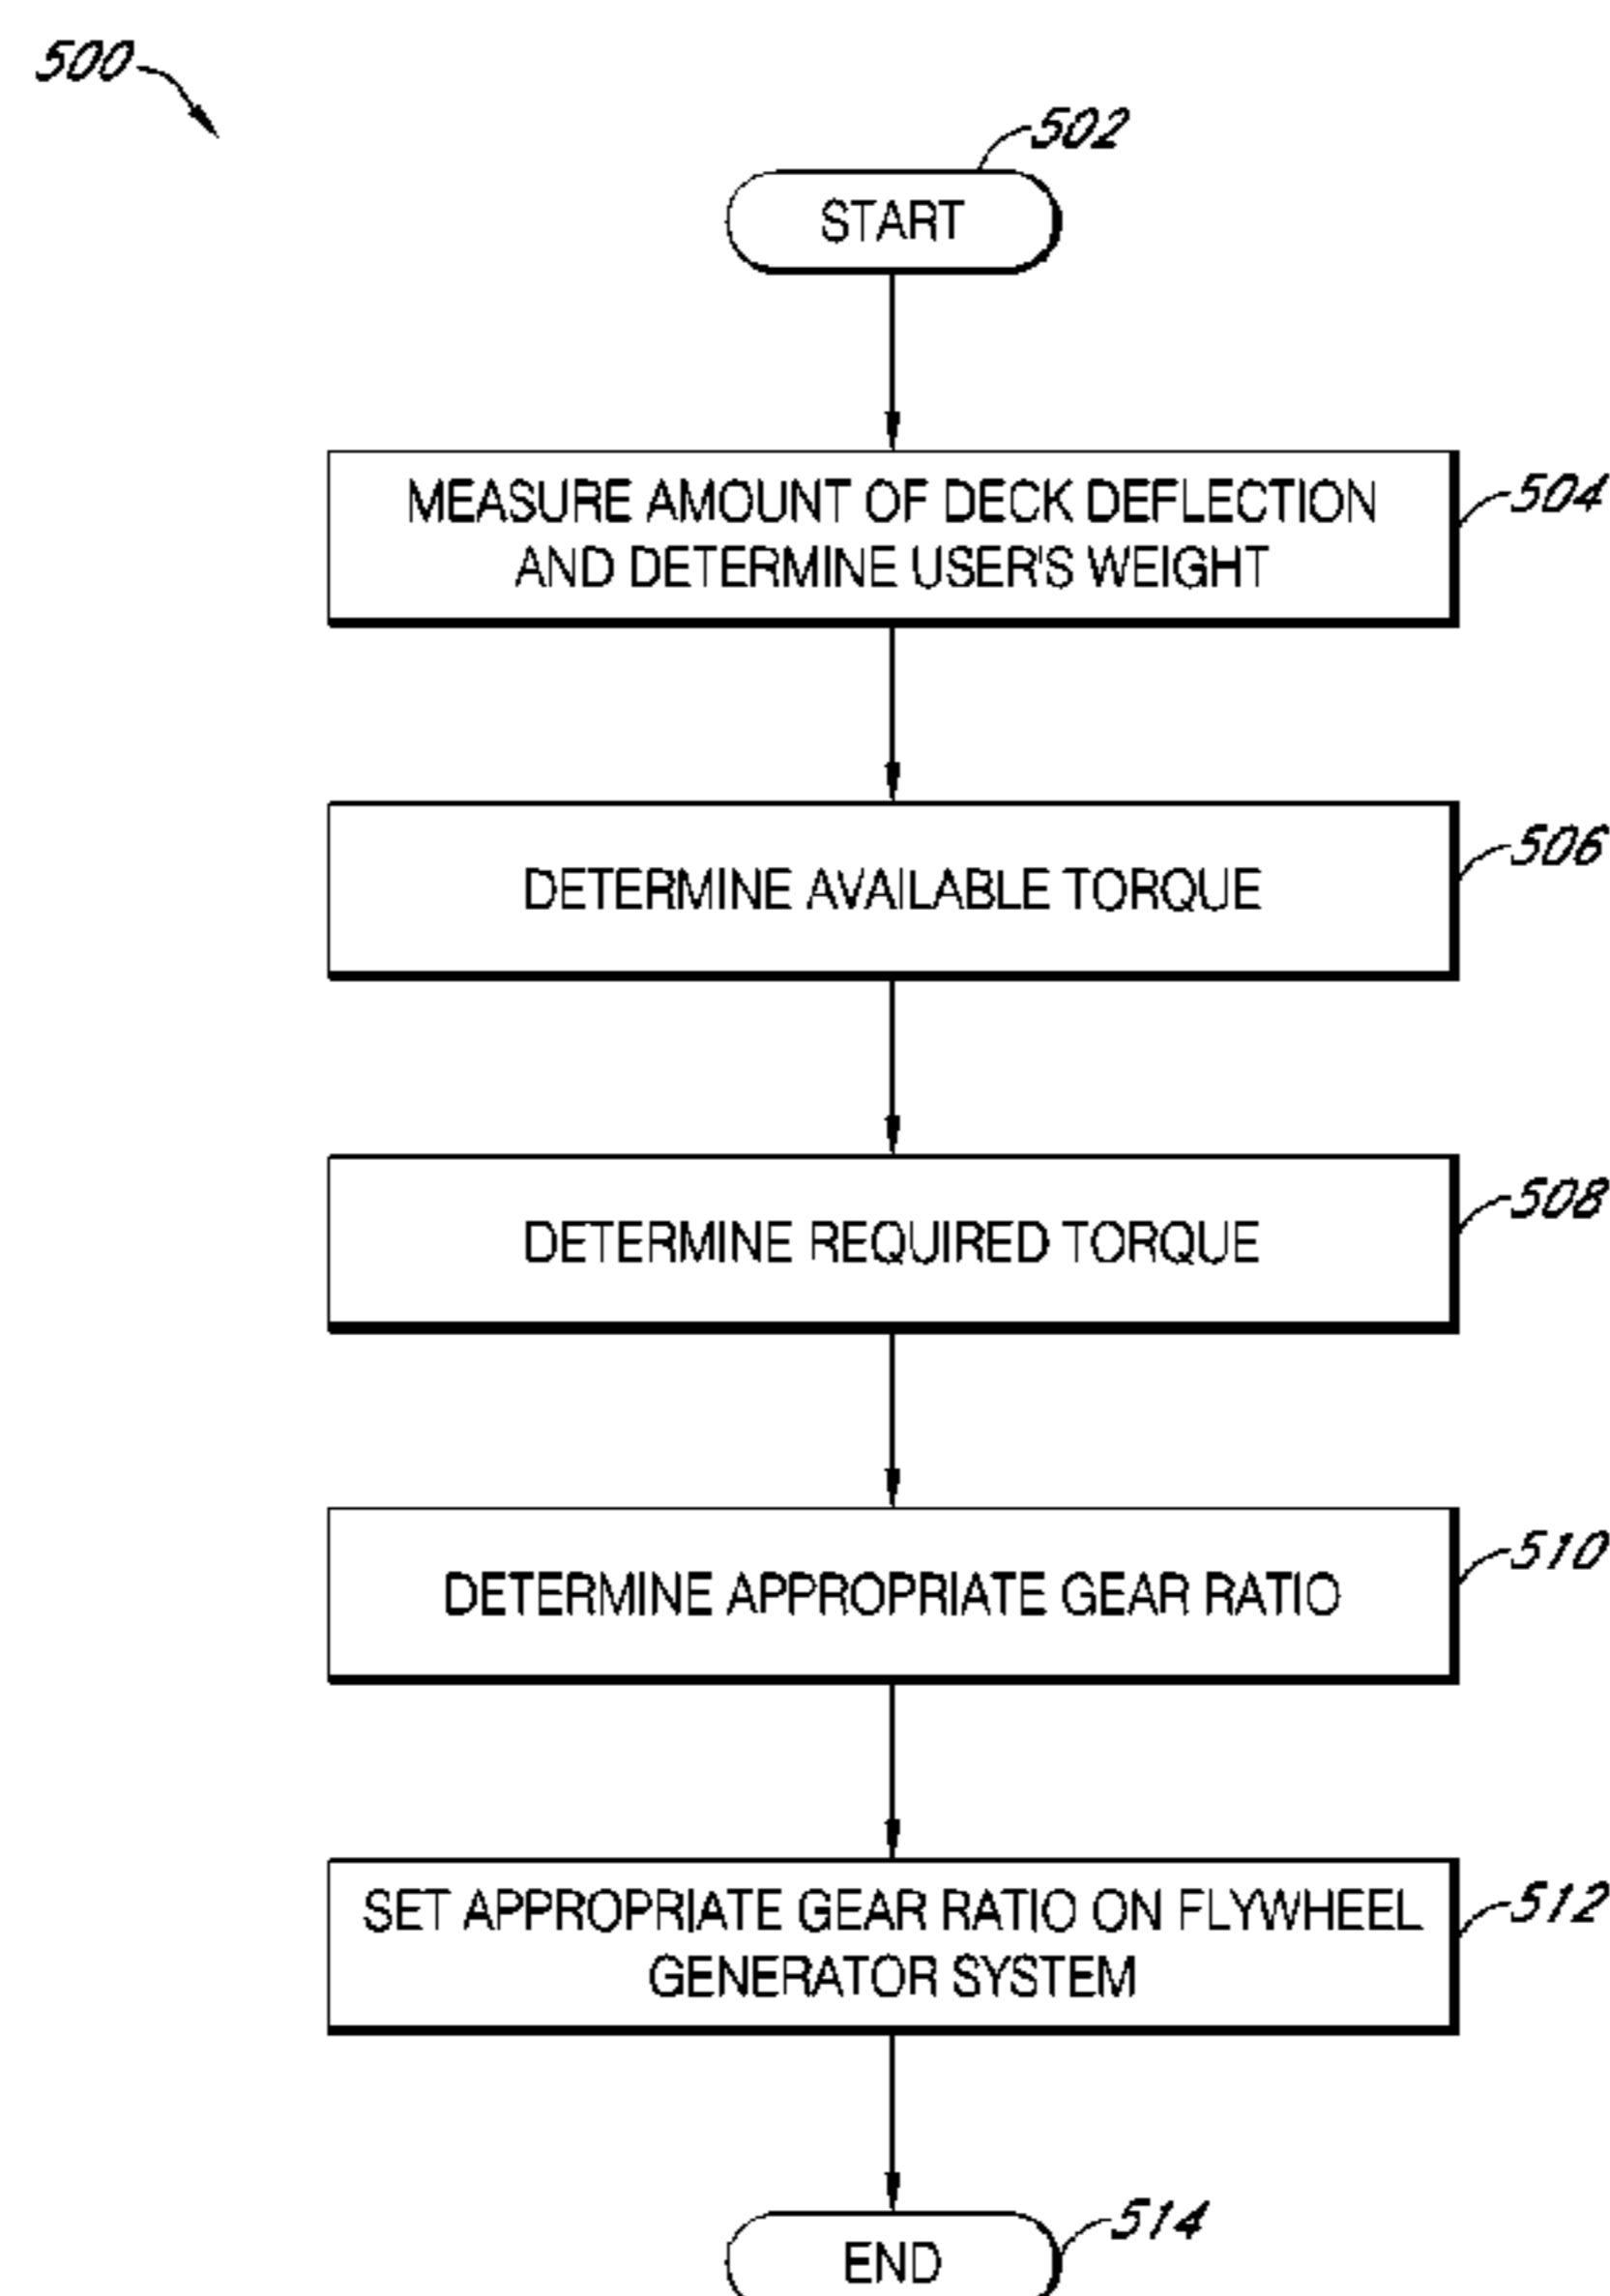 500
502
START
MEASURE AMOUNT OF DECK DEFLECTION
AND DETERMINE USER'S WEIGHT
504
DETERMINE AVAILABLE TORQUE
506
DETERMINE REQUIRED TORQUE
508
DETERMINE APPROPRIATE GEAR RATIO
510
SET APPROPRIATE GEAR RATIO ON FLYWHEEL
GENERATOR SYSTEM
512
END
514